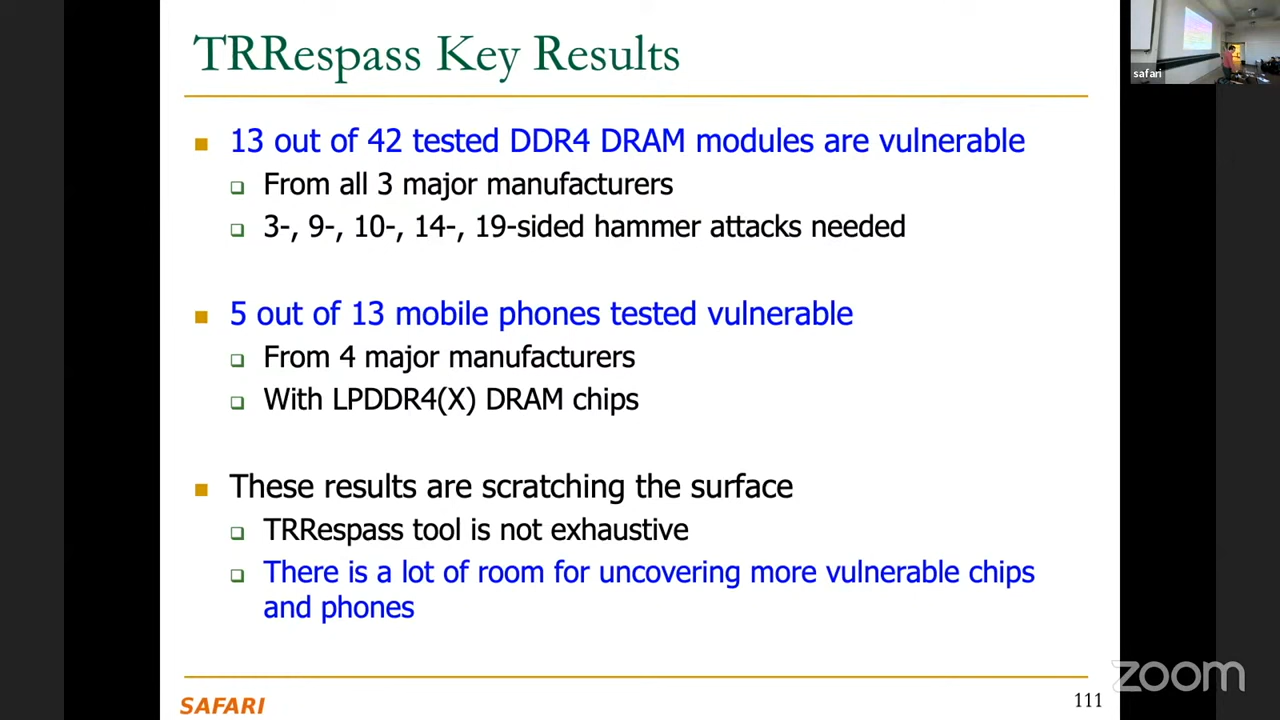 TRRespass Key Results
safari
13 out of 42 tested DDR4 DRAM modules are vulnerable
From all 3 major manufacturers
3-, 9-, 10-, 14-, 19-sided hammer attacks needed
5 out of 13 mobile phones tested vulnerable
From 4 major manufacturers
With LPDDR4(X) DRAM chips
These results are scratching the surface
TRRespass tool is not exhaustive
There is a lot of room for uncovering more vulnerable chips
and phones
SAFARI
111
zoom